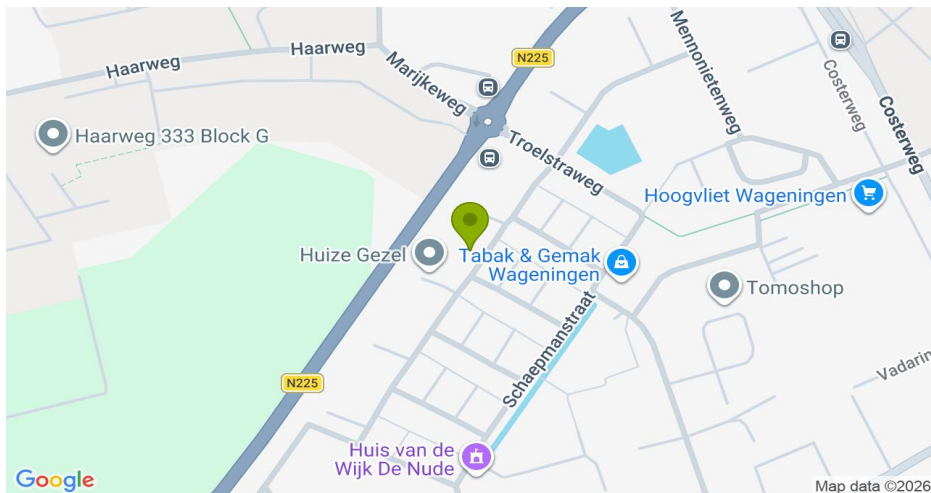 Haarweg
Haarweg
N225
Marijkeweg
Mennonietenweg
Costerweg
Costerweg
Haarweg 333 Block G
Troelstraweg
Hoogvliet Wageningen
Huize Gezel
Tabak & Gemak
Wageningen
Tomoshop
Schaepmanstraat
N225
Vadarin
Huis van de
Wijk De Nude
Google
Map data ©2026